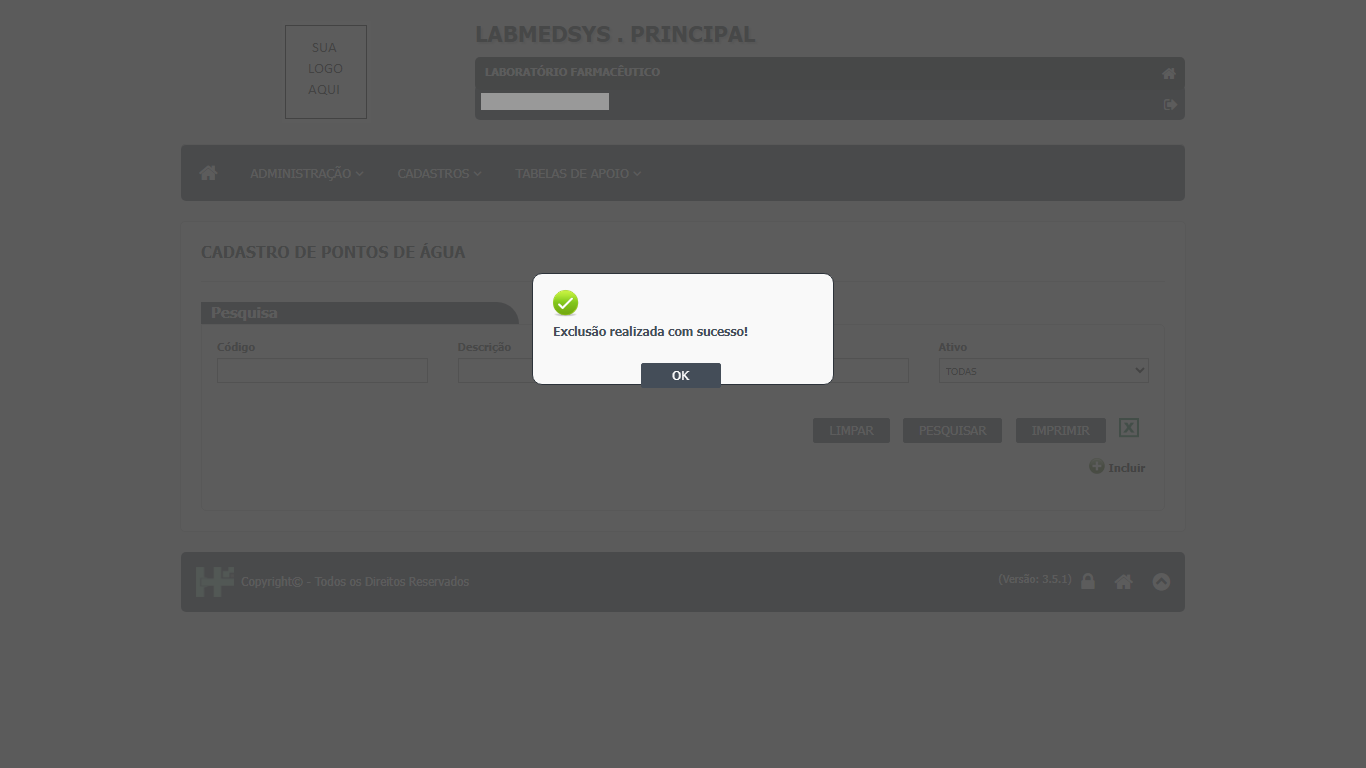 SUA
LOGO
AQUI
LABMEDSYS . PRINCIPAL
LABORATÓRIO FARMACÊUTICO
ADMINISTRAÇÃO
CADASTROS
TABELAS DE APOIO
CADASTRO DE PONTOS DE ÁGUA
Pesquisa
Código
Descrição
Ativo
TODAS
Exclusão realizada com sucesso!
OK
LIMPAR
PESQUISAR
IMPRIMIR
Incluir
Copyright© - Todos os Direitos Reservados
(Versão: 3.5.1)